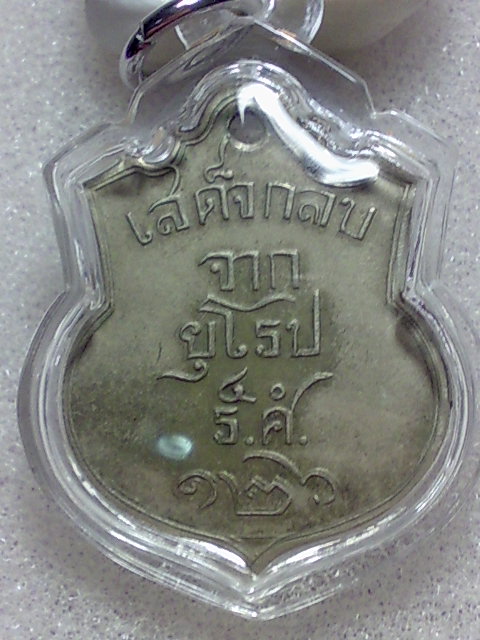 เสด็จกลับ
จาก
ยุโรป
ร.ศ.
๑๒๖